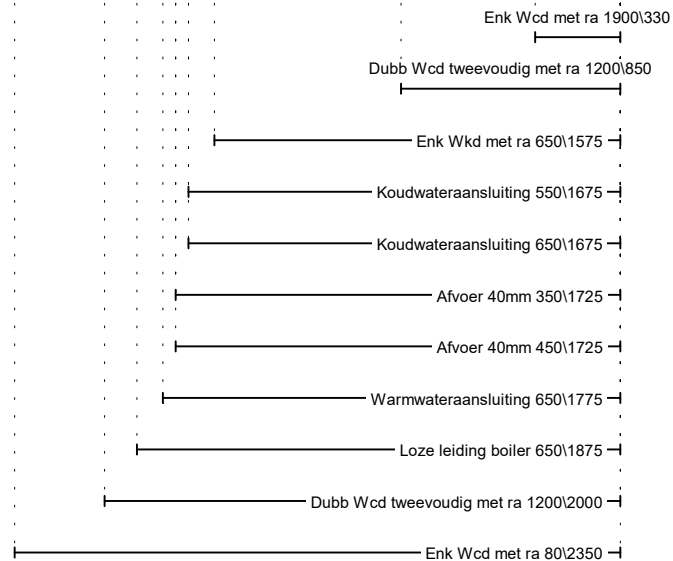 Enk Wcd met ra 1900\330
Dubb Wcd tweevoudig met ra 1200\850
Enk Wkd met ra 650\1575
Koudwateraansluiting 550\1675
Koudwateraansluiting 650\1675
Afvoer 40mm 350\1725
Afvoer 40mm 450\1725
Warmwateraansluiting 650\1775
Loze leiding boiler 650\1875
Dubb Wcd tweevoudig met ra 1200\2000
Enk Wcd met ra 80\2350